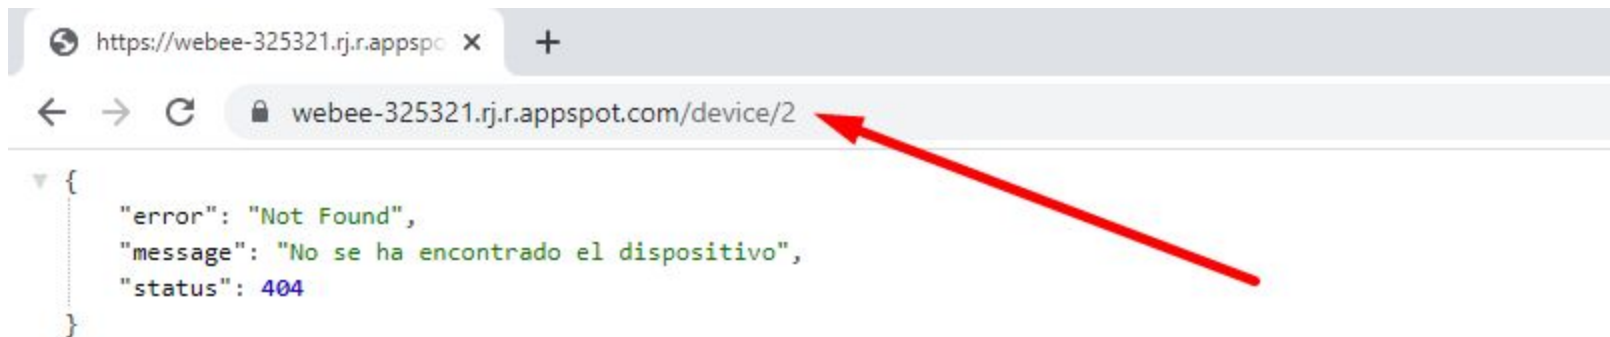 https://webee-325321.rj.r.appspo
webee-325321.rj.r.appspot.com/device/2
{
"error": "Not Found",
"message": "No se ha encontrado el dispositivo",
"status": 404
}